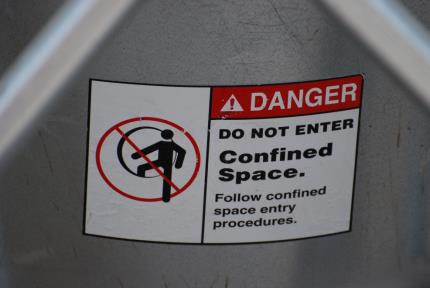 DANGER
DO NOT ENTER
Confined
Space.
Follow confined
space entry
procedures.